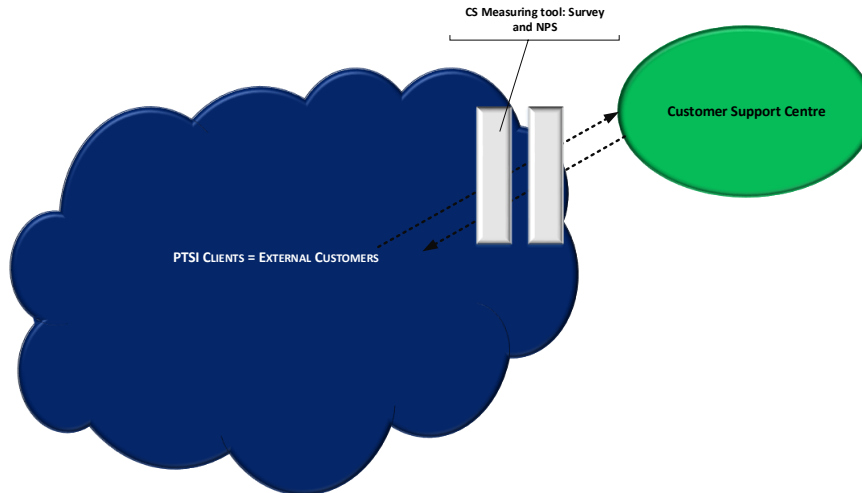 CS Measuring tool: Survey
and NPS
Customer Support Centre
PTSI CLIENTS = EXTERNAL CUSTOMERS